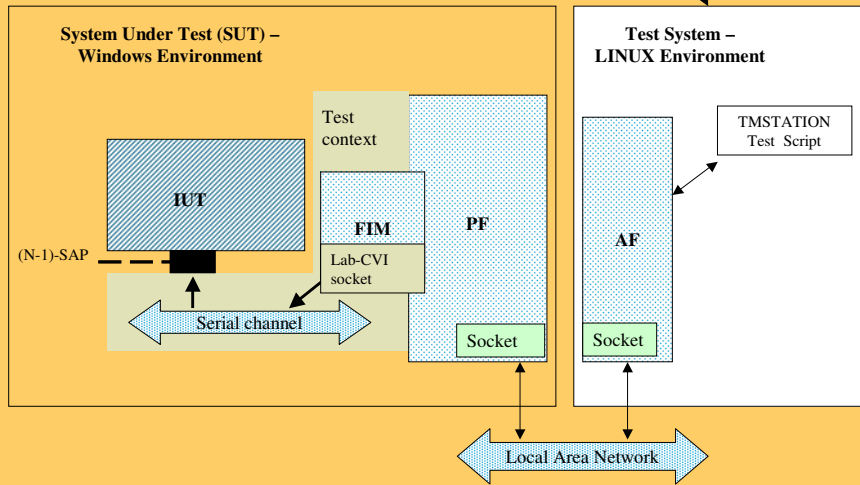 System Under Test (SUT) –
Windows Environment
Test System –
LINUX Environment
Test
context
TMSTATION
Test Script
IUT
FIM
PF
AF
(N-1)-SAP
Lab-CVI
socket
Serial channel
Socket
Socket
Local Area Network